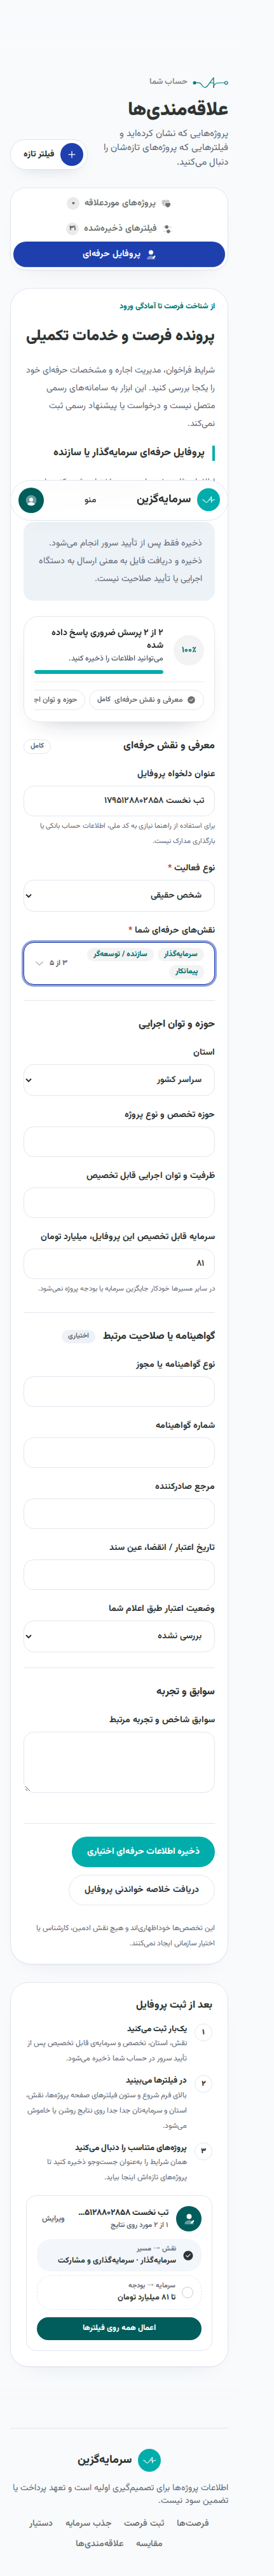 حساب شما
علاقه‌مندی‌ها
پروژه‌هایی که نشان کرده‌اید و
فیلترهایی که پروژه‌های تازه‌شان را
دنبال می‌کنید.
فیلتر تازه
پروژه‌های موردعلاقه ۰
فیلترهای ذخیره‌شده ۳۱
پروفایل حرفه‌ای
از شناخت فرصت تا آمادگی ورود
پرونده فرصت و خدمات تکمیلی
شرایط فراخوان، مدیریت اجاره و مشخصات حرفه‌ای خود
را یکجا بررسی کنید. این ابزار به سامانه‌های رسمی
متصل نیست و درخواست یا پیشنهاد رسمی ثبت
نمی‌کند.
پروفایل حرفه‌ای سرمایه‌گذار یا سازنده
سرمایه‌گزین
منو
ذخیره فقط پس از تأیید سرور انجام می‌شود.
ذخیره و دریافت فایل به معنی ارسال به دستگاه
اجرایی یا تأیید صلاحیت نیست.
۱۰۰٪
۲ از ۲ پرسش ضروری پاسخ داده
شده
می‌توانید اطلاعات را ذخیره کنید.
معرفی و نقش حرفه‌ای کامل
معرفی و نقش حرفه‌ای کامل
عنوان دلخواه پروفایل
تب نخست ۱۷۹۵۱۲۸۸۰۲۸۵۸
برای استفاده از راهنما نیازی به کد ملی، اطلاعات حساب بانکی یا
بارگذاری مدارک نیست.
نوع فعالیت *
شخص حقیقی
نقش‌های حرفه‌ای شما *
سرمایه‌گذار سازنده / توسعه‌گر
پیمانکار
۳ از ۵
حوزه و توان اجرایی
استان
سراسر کشور
حوزه تخصص و نوع پروژه
ظرفیت و توان اجرایی قابل تخصیص
سرمایه قابل تخصیص این پروفایل، میلیارد تومان
۸۱
در سایر مسیرها خودکار جایگزین سرمایه یا بودجه پروژه نمی‌شود.
گواهینامه یا صلاحیت مرتبط اختیاری
نوع گواهینامه یا مجوز
شماره گواهینامه
مرجع صادرکننده
تاریخ اعتبار / انقضا، عین سند
وضعیت اعتبار طبق اعلام شما
بررسی نشده
سوابق و تجربه
سوابق شاخص و تجربه مرتبط
ذخیره اطلاعات حرفه‌ای اختیاری
دریافت خلاصه خواندنی پروفایل
این تخصص‌ها خوداظهاری‌اند و هیچ نقش ادمین، کارشناس یا
اختیار سازمانی ایجاد نمی‌کنند.
بعد از ثبت پروفایل
۱
یک‌بار ثبت می‌کنید
نقش، استان، تخصص و سرمایه‌ی قابل تخصیص پس از
تأیید سرور در حساب شما ذخیره می‌شود.
۲
در فیلترها می‌بینید
بالای فرم شروع و ستون فیلترهای صفحه پروژه‌ها، نقش،
استان و سرمایه‌تان جدا جدا روی نتایج روشن یا خاموش
می‌شود.
۳
پروژه‌های متناسب را دنبال می‌کنید
همان شرایط را به‌عنوان جست‌وجو ذخیره کنید تا
پروژه‌های تازه‌اش اینجا بیاید.
تب نخست ۵۱۲۸۸۰۲۸۵۸...
۱ از ۲ مورد روی نتایج
ویرایش
نقش ← مسیر
سرمایه‌گذار · سرمایه‌گذاری و مشارکت
سرمایه ← بودجه
تا ۸۱ میلیارد تومان
اعمال همه روی فیلترها
سرمایه‌گزین
اطلاعات پروژه‌ها برای تصمیم‌گیری اولیه است و تعهد پرداخت یا
تضمین سود نیست.
فرصت‌ها ثبت فرصت جذب سرمایه دستیار
مقایسه علاقه‌مندی‌ها